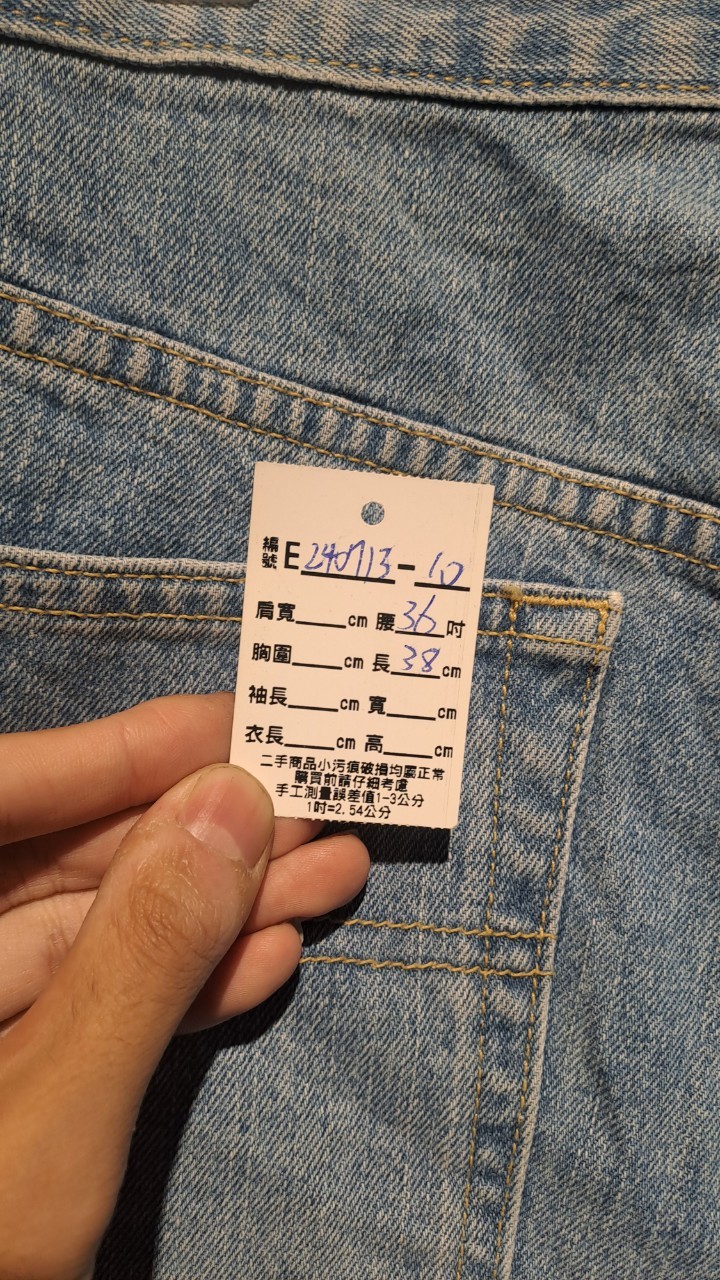 編號 E 240713 - 10
肩寬____cm 腰 36 吋
胸圍____cm 長 38 cm
袖長____cm 寬____cm
衣長____cm 高____cm
二手商品小污痕破損均屬正常
購買前請仔細考慮
手工測量誤差值1-3公分
1吋=2.54公分